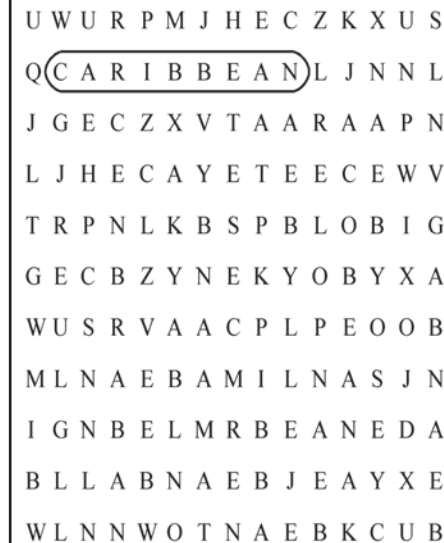 U W U R P M J H E C Z K X U S
Q C A R I B B E A N L J N N L
J G E C Z X V T A A R A A P N
L J H E C A Y E T E E C E W V
T R P N L K B S P B L O B I G
G E C B Z Y N E K Y O B Y X A
W U S R V A A C P L P E O O B
M L N A E B A M I L N A S J N
I G N B E L M R B E A N E D A
B L L A B N A E B J E A Y X E
W L N N W O T N A E B K C U B